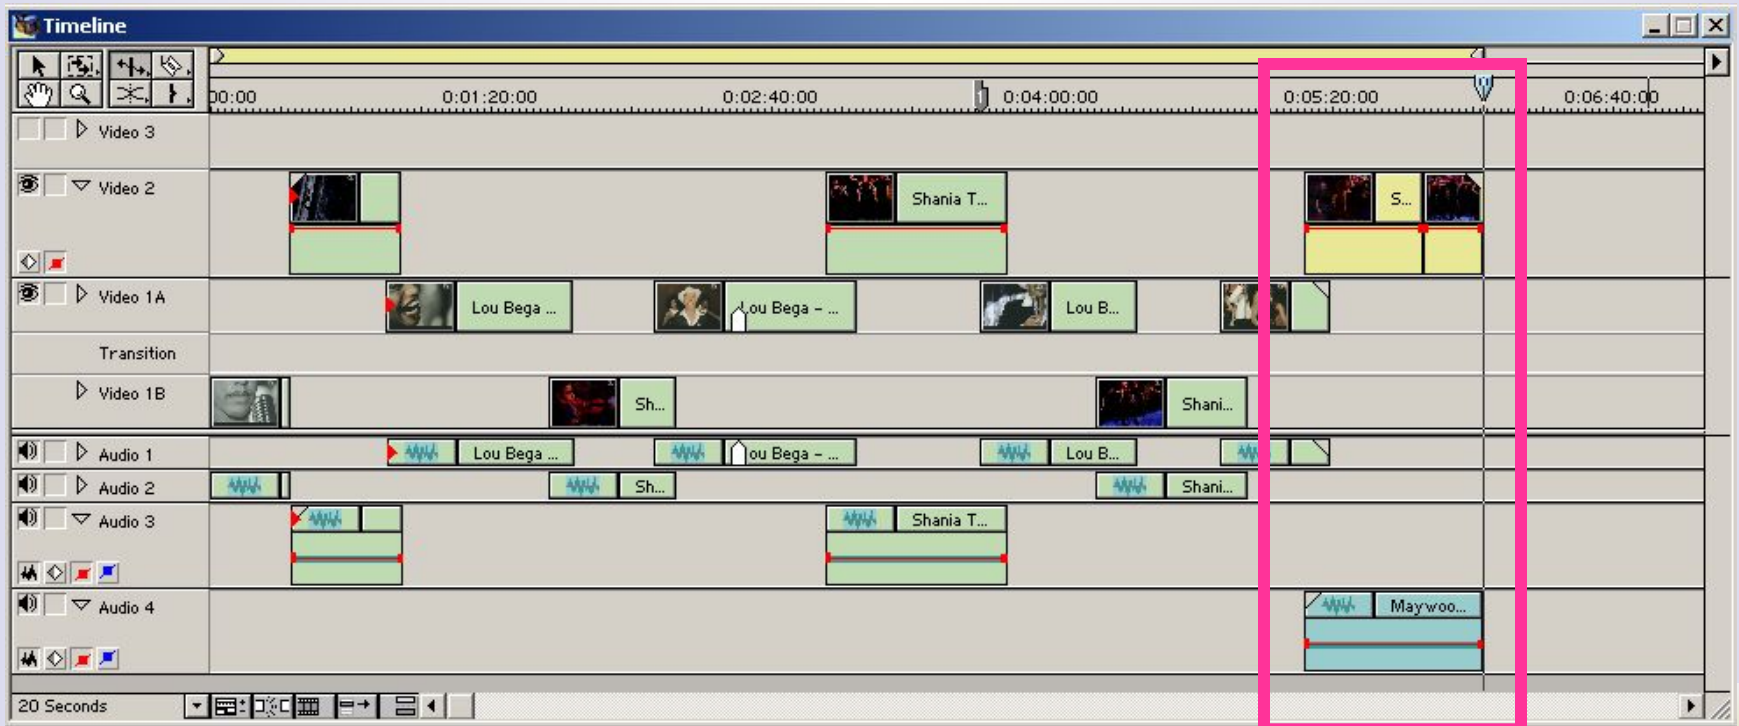 Timeline
00:00 0:01:20:00 0:02:40:00 1 0:04:00:00 0:05:20:00 0:06:40:00
Video 3
Video 2
Shania T...
S...
Video 1A
Lou Bega ...
Lou Bega - ...
Lou B...
Transition
Video 1B
Sh...
Shani...
Audio 1
Lou Bega ...
ou Bega - ...
Lou B...
Audio 2
Sh...
Shani...
Audio 3
Shania T...
Audio 4
Maywoo...
20 Seconds